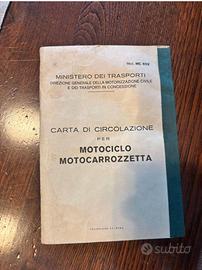 Mod. MC 852
MINISTERO DEI TRASPORTI
DIREZIONE GENERALE DELLA MOTORIZZAZIONE CIVILE
E DEI TRASPORTI IN CONCESSIONE
CARTA DI CIRCOLAZIONE
PER
MOTOCICLO
MOTOCARROZZETTA
subito